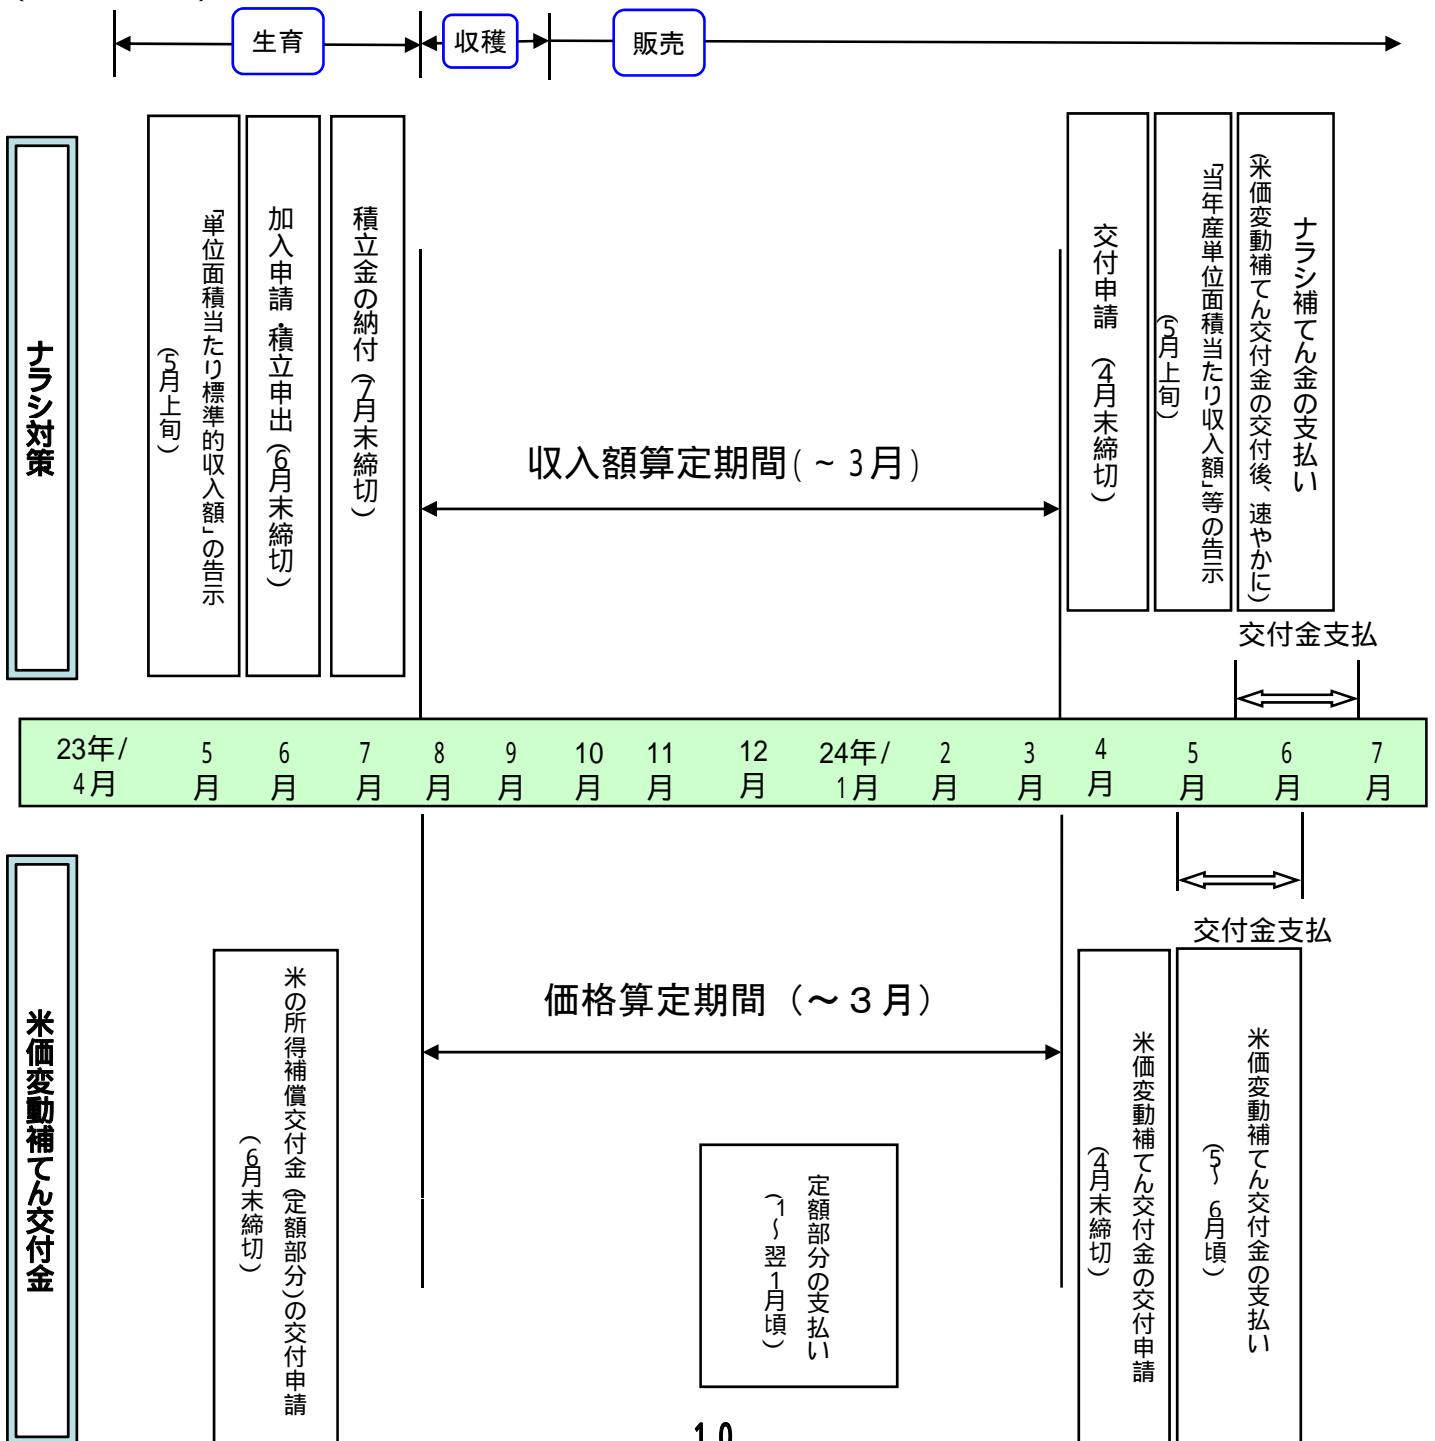 生育
収穫
販売
ナラシ対策
「単位面積当たり標準的収入額」の告示
(5月上旬)
加入申請・積立申出(6月末締切)
積立金の納付(7月末締切)
収入額算定期間(~3月)
交付申請 (4月末締切)
「当年産単位面積当たり収入額」等の告示
(5月上旬)
ナラシ補てん金の支払い
(米価変動補てん交付金の交付後、速やかに)
交付金支払
23年/4月
5月
6月
7月
8月
9月
10月
11月
12月
24年/1月
2月
3月
4月
5月
6月
7月
交付金支払
米価変動補てん交付金
米の所得補償交付金(定額部分)の交付申請
(6月末締切)
価格算定期間(～３月)
定額部分の支払い
(1～翌1月頃)
米価変動補てん交付金の交付申請
(4月末締切)
米価変動補てん交付金の支払い
(5～6月頃)